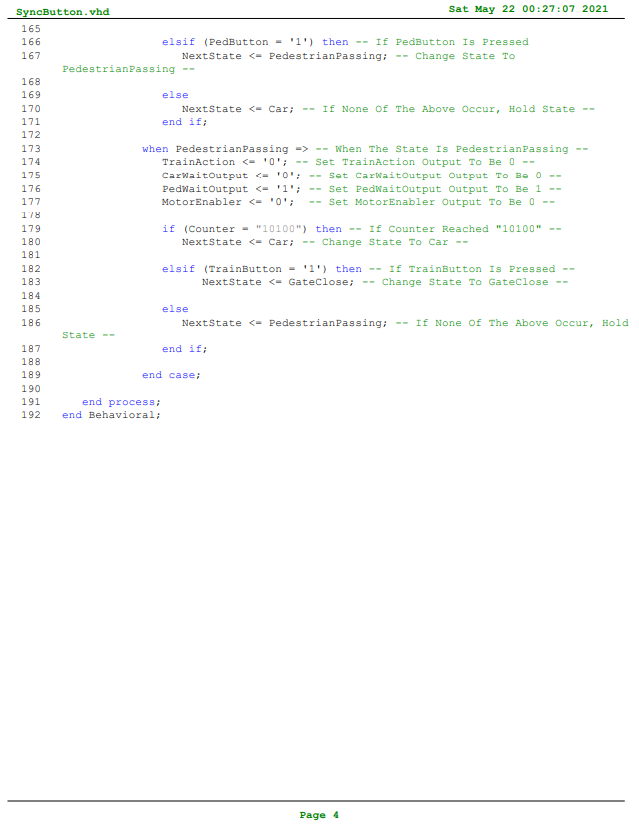 SyncButton.vhd
Sat May 22 00:27:07 2021
165
166 elsif (PedButton = '1') then -- If PedButton Is Pressed
167 NextState <= PedestrianPassing; -- Change State To
PedestrianPassing --
168
169 else
170 NextState <= Car; -- If None Of The Above Occur, Hold State --
171 end if;
172
173 when PedestrianPassing => -- When The State Is PedestrianPassing --
174 TrainAction <= '0'; -- Set TrainAction Output To Be 0 --
175 CarWaitOutput <= '0'; -- Set CarWaitOutput Output To Be 0 --
176 PedWaitOutput <= '1'; -- Set PedWaitOutput Output To Be 1 --
177 MotorEnabler <= '0'; -- Set MotorEnabler Output To Be 0 --
178
179 if (Counter = "10100") then -- If Counter Reached "10100" --
180 NextState <= Car; -- Change State To Car --
181
182 elsif (TrainButton = '1') then -- If TrainButton Is Pressed --
183 NextState <= GateClose; -- Change State To GateClose --
184
185 else
186 NextState <= PedestrianPassing; -- If None Of The Above Occur, Hold
State --
187 end if;
188
189 end case;
190
191 end process;
192 end Behavioral;
Page 4